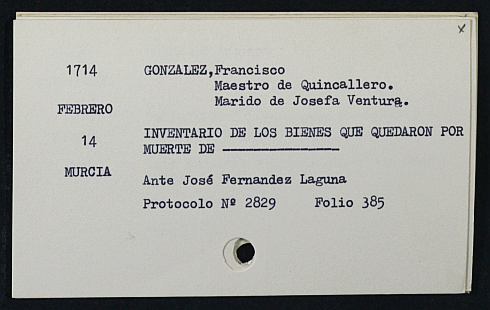 x
1714 GONZALEZ, Francisco
Maestro de Quincallero.
Marido de Josefa Ventura.
FEBRERO
14 INVENTARIO DE LOS BIENES QUE QUEDARON POR
MUERTE DE ----------------
MURCIA
Ante José Fernandez Laguna
Protocolo Nº 2829 Folio 385